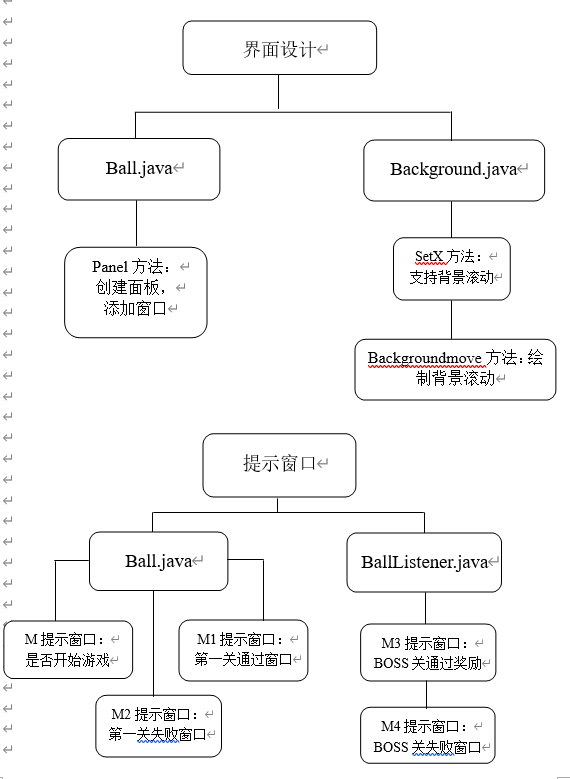 界面设计
Ball.java
Background.java
Panel 方法：
创建面板，
添加窗口
SetX 方法：
支持背景滚动
Backgroundmove 方法：绘
制背景滚动
提示窗口
Ball.java
BallListener.java
M 提示窗口：
是否开始游戏
M1 提示窗口：
第一关通过窗口
M2 提示窗口：
第一关失败窗口
M3 提示窗口：
BOSS 关通过奖励
M4 提示窗口：
BOSS 关失败窗口